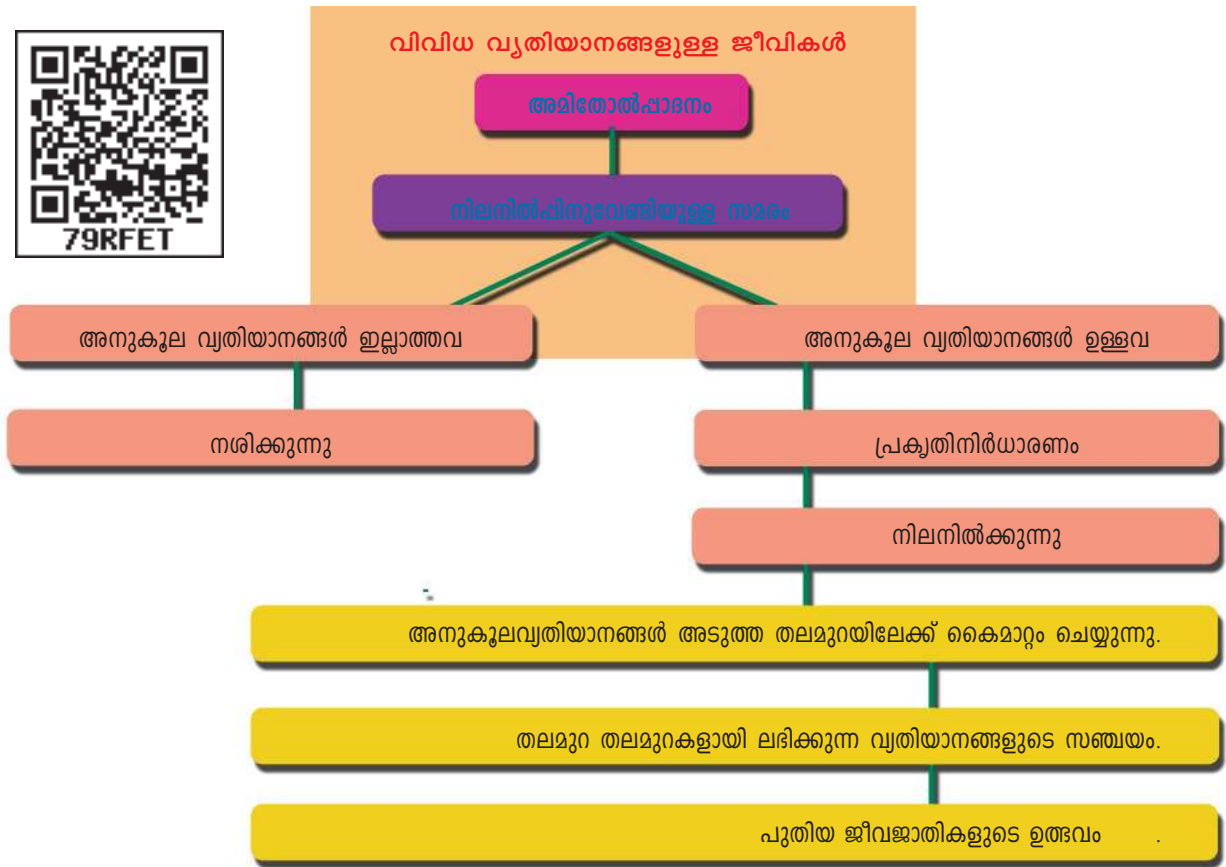 79RFET
വിവിധ വ്യതിയാനങ്ങളുള്ള ജീവികൾ
അമിതോൽപ്പാദനം
നിലനിൽപ്പിനുവേണ്ടിയുള്ള സമരം
അനുകൂല വ്യതിയാനങ്ങൾ ഇല്ലാത്തവ
അനുകൂല വ്യതിയാനങ്ങൾ ഉള്ളവ
നശിക്കുന്നു
പ്രകൃതിനിർധാരണം
നിലനിൽക്കുന്നു
അനുകൂലവ്യതിയാനങ്ങൾ അടുത്ത തലമുറയിലേക്ക് കൈമാറ്റം ചെയ്യുന്നു.
തലമുറ തലമുറകളായി ലഭിക്കുന്ന വ്യതിയാനങ്ങളുടെ സഞ്ചയം.
പുതിയ ജീവജാതികളുടെ ഉത്ഭവം .